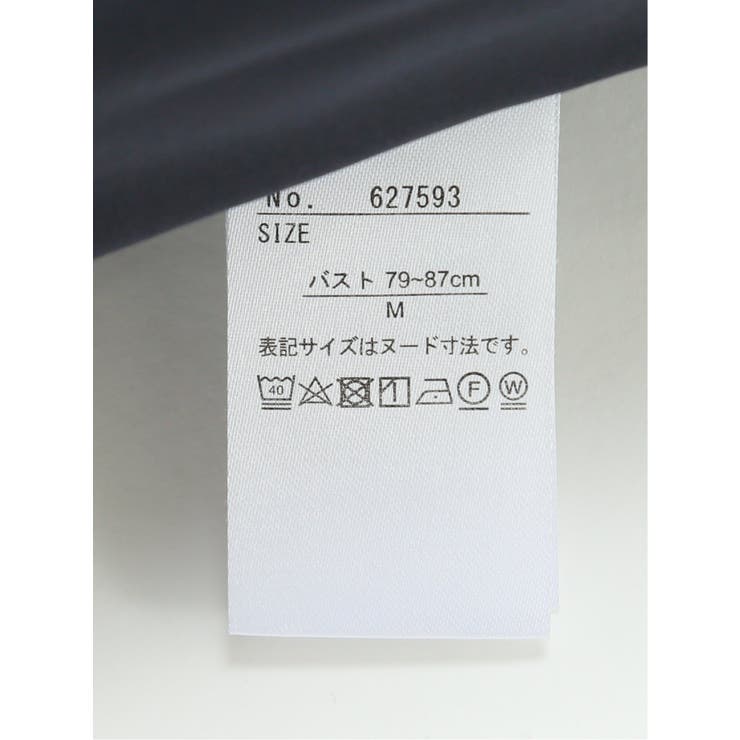 No. 627593
SIZE
バスト 79~87cm
M
表記サイズはヌード寸法です。
40 F W